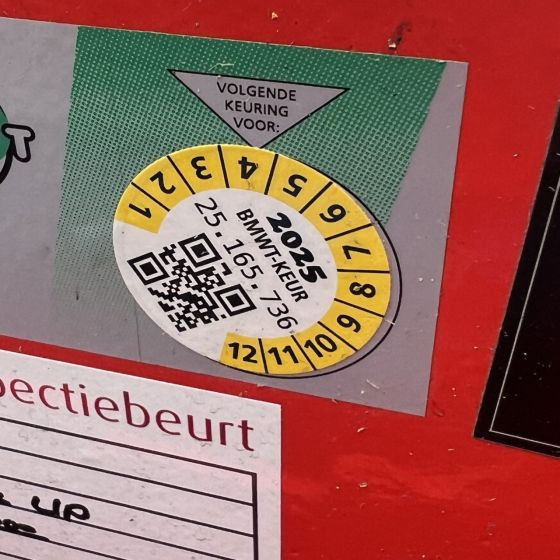 T
VOLGENDE
KEURING
VOOR:
1 2 3 4 5 6 7 8 9 10 11 12
2025
BMWT-KEUR
25.165.736
pectiebeurt
UP